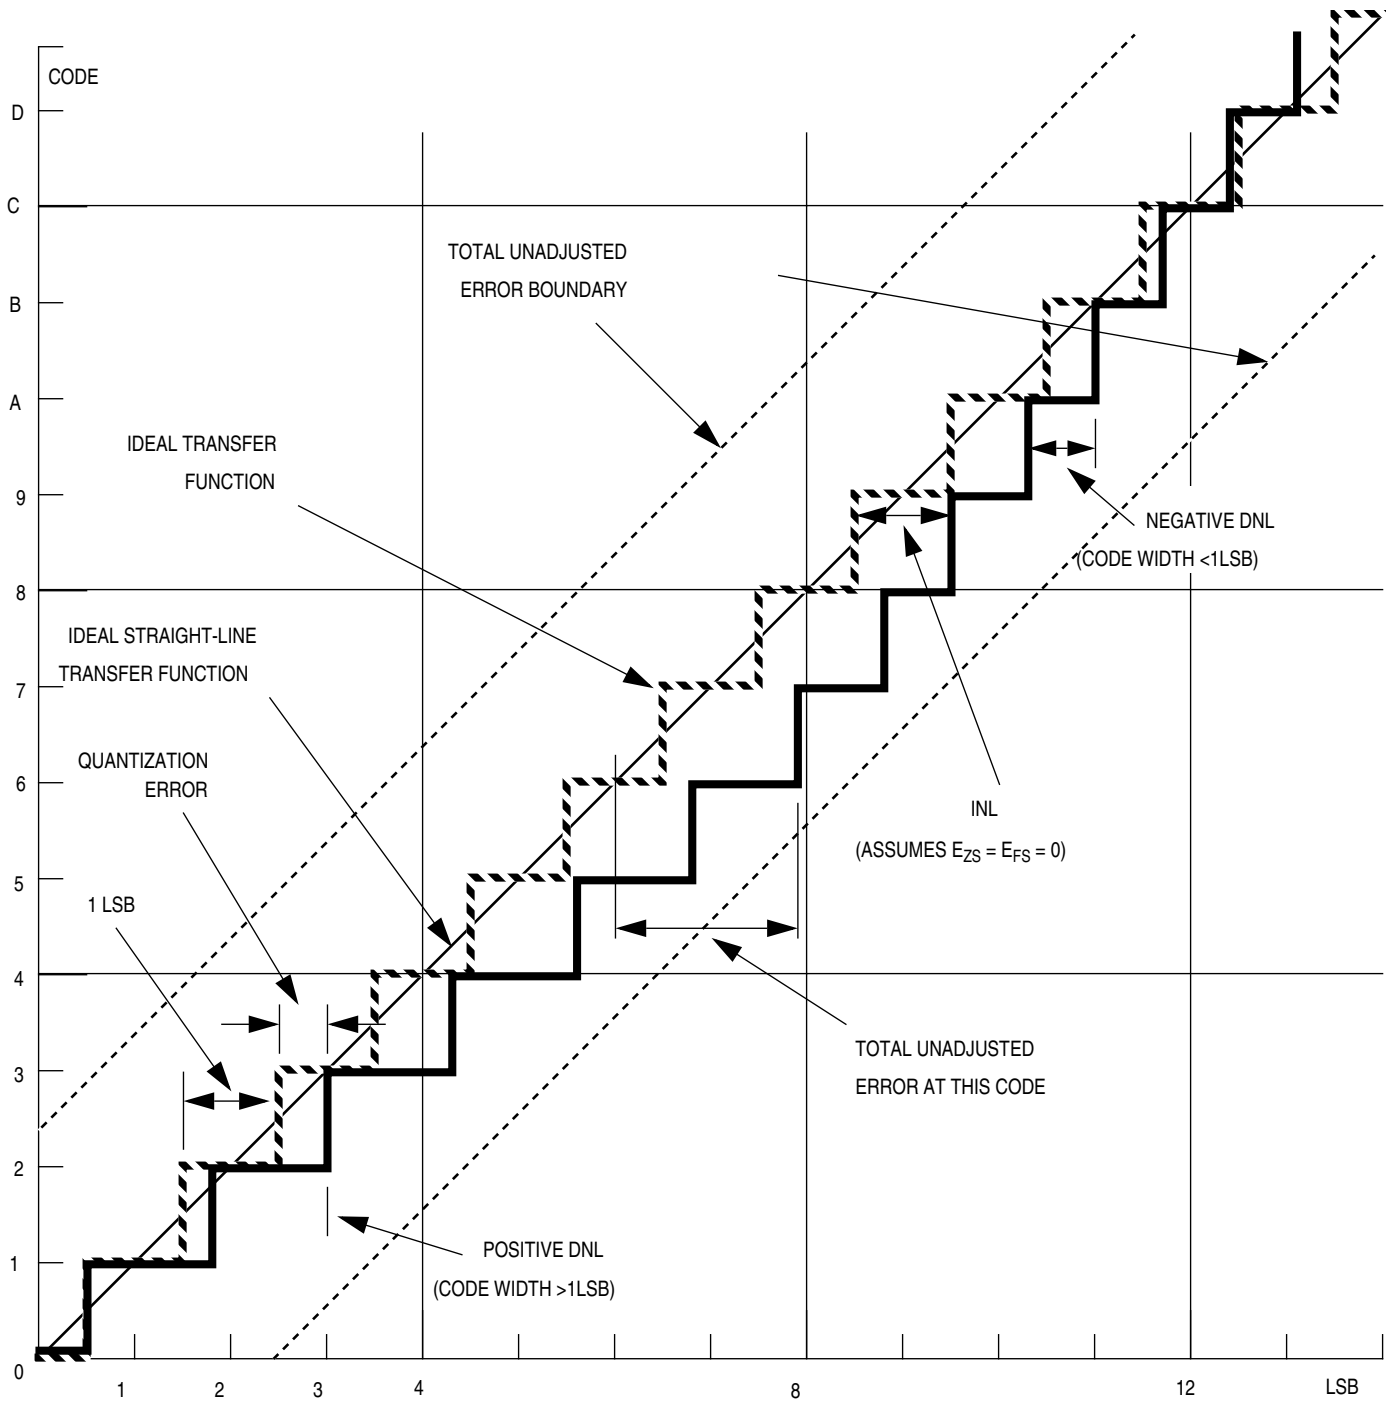 CODE
D
C
TOTAL UNADJUSTED
ERROR BOUNDARY
B
A
IDEAL TRANSFER
FUNCTION
9
NEGATIVE DNL
(CODE WIDTH <1LSB)
8
IDEAL STRAIGHT-LINE
TRANSFER FUNCTION
7
QUANTIZATION
ERROR
6
INL
(ASSUMES EZS = EFS = 0)
5
1 LSB
4
TOTAL UNADJUSTED
ERROR AT THIS CODE
3
2
POSITIVE DNL
(CODE WIDTH >1LSB)
1
0
1 2 3 4 8 12 LSB